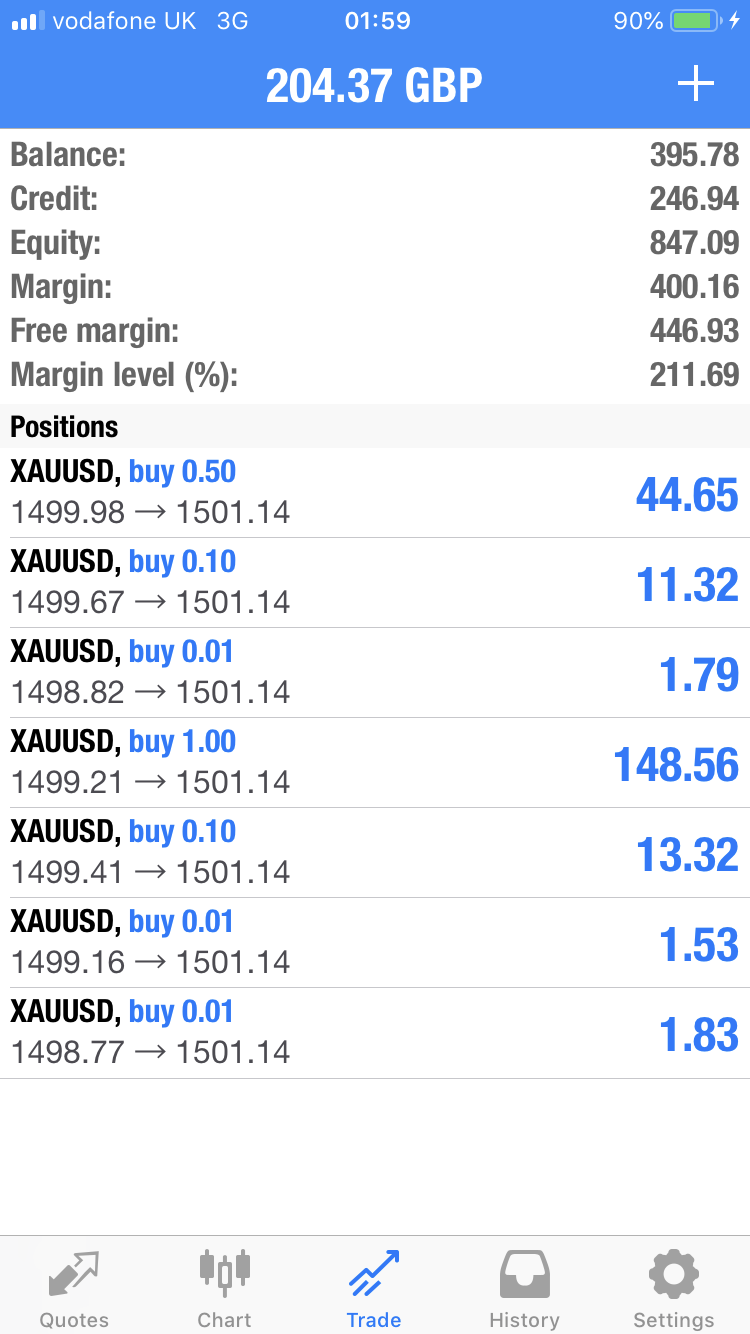 vodafone UK 3G 01:59 90%
204.37 GBP
Balance: 395.78
Credit: 246.94
Equity: 847.09
Margin: 400.16
Free margin: 446.93
Margin level (%): 211.69
Positions
XAUUSD, buy 0.50
1499.98 → 1501.14 44.65
XAUUSD, buy 0.10
1499.67 → 1501.14 11.32
XAUUSD, buy 0.01
1498.82 → 1501.14 1.79
XAUUSD, buy 1.00
1499.21 → 1501.14 148.56
XAUUSD, buy 0.10
1499.41 → 1501.14 13.32
XAUUSD, buy 0.01
1499.16 → 1501.14 1.53
XAUUSD, buy 0.01
1498.77 → 1501.14 1.83
Quotes Chart Trade History Settings